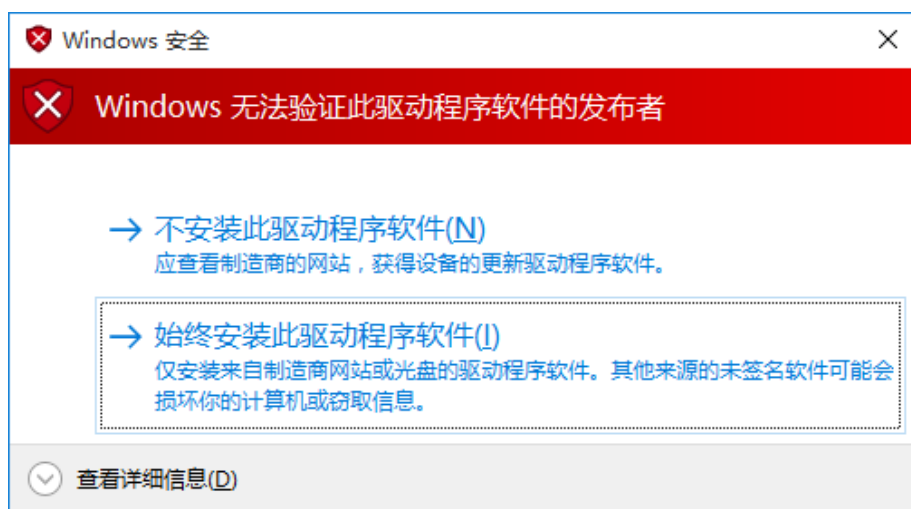 Windows 安全
Windows 无法验证此驱动程序软件的发布者
不安装此驱动程序软件(N)
应查看制造商的网站，获得设备的更新驱动程序软件。
始终安装此驱动程序软件(I)
仅安装来自制造商网站或光盘的驱动程序软件。其他来源的未签名软件可能会
损坏你的计算机或窃取信息。
查看详细信息(D)